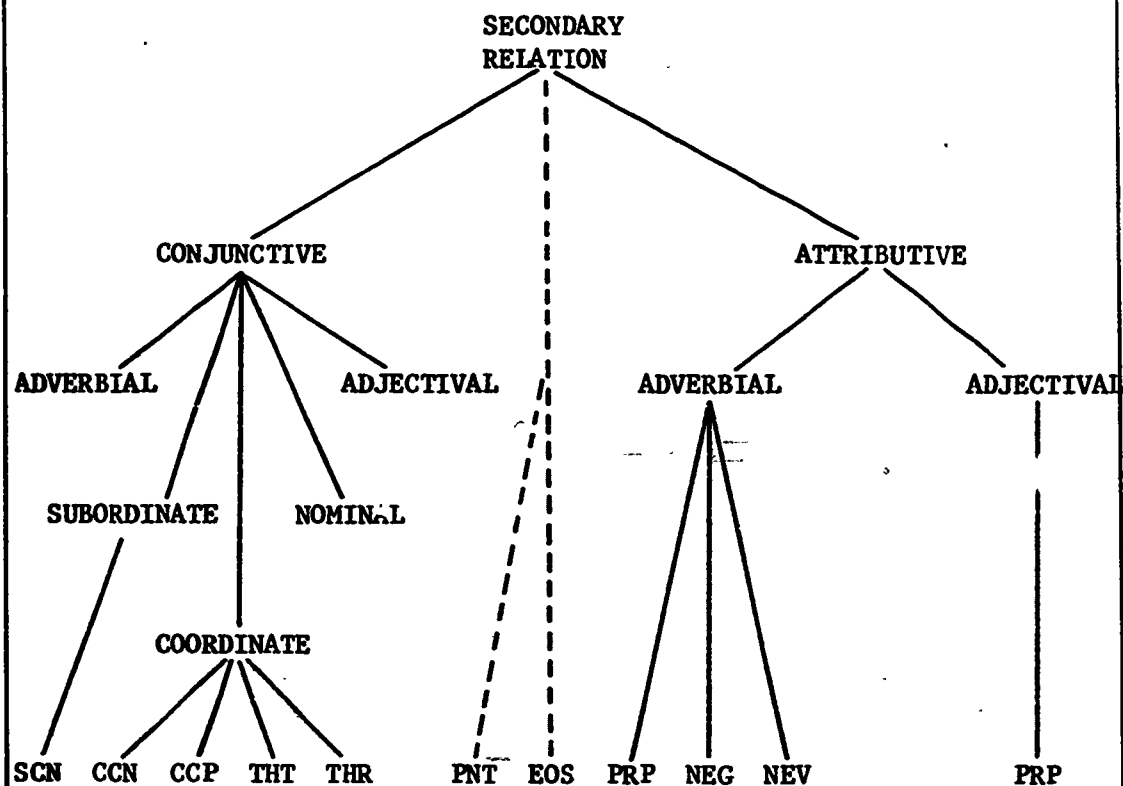 SECONDARY
RELATION
CONJUNCTIVE ATTRIBUTIVE
ADVERBIAL ADJECTIVAL ADVERBIAL ADJECTIVAL
SUBORDINATE NOMINAL
COORDINATE
SCN CCN CCP THT THR PNT EOS PRP NEG NEV PRP